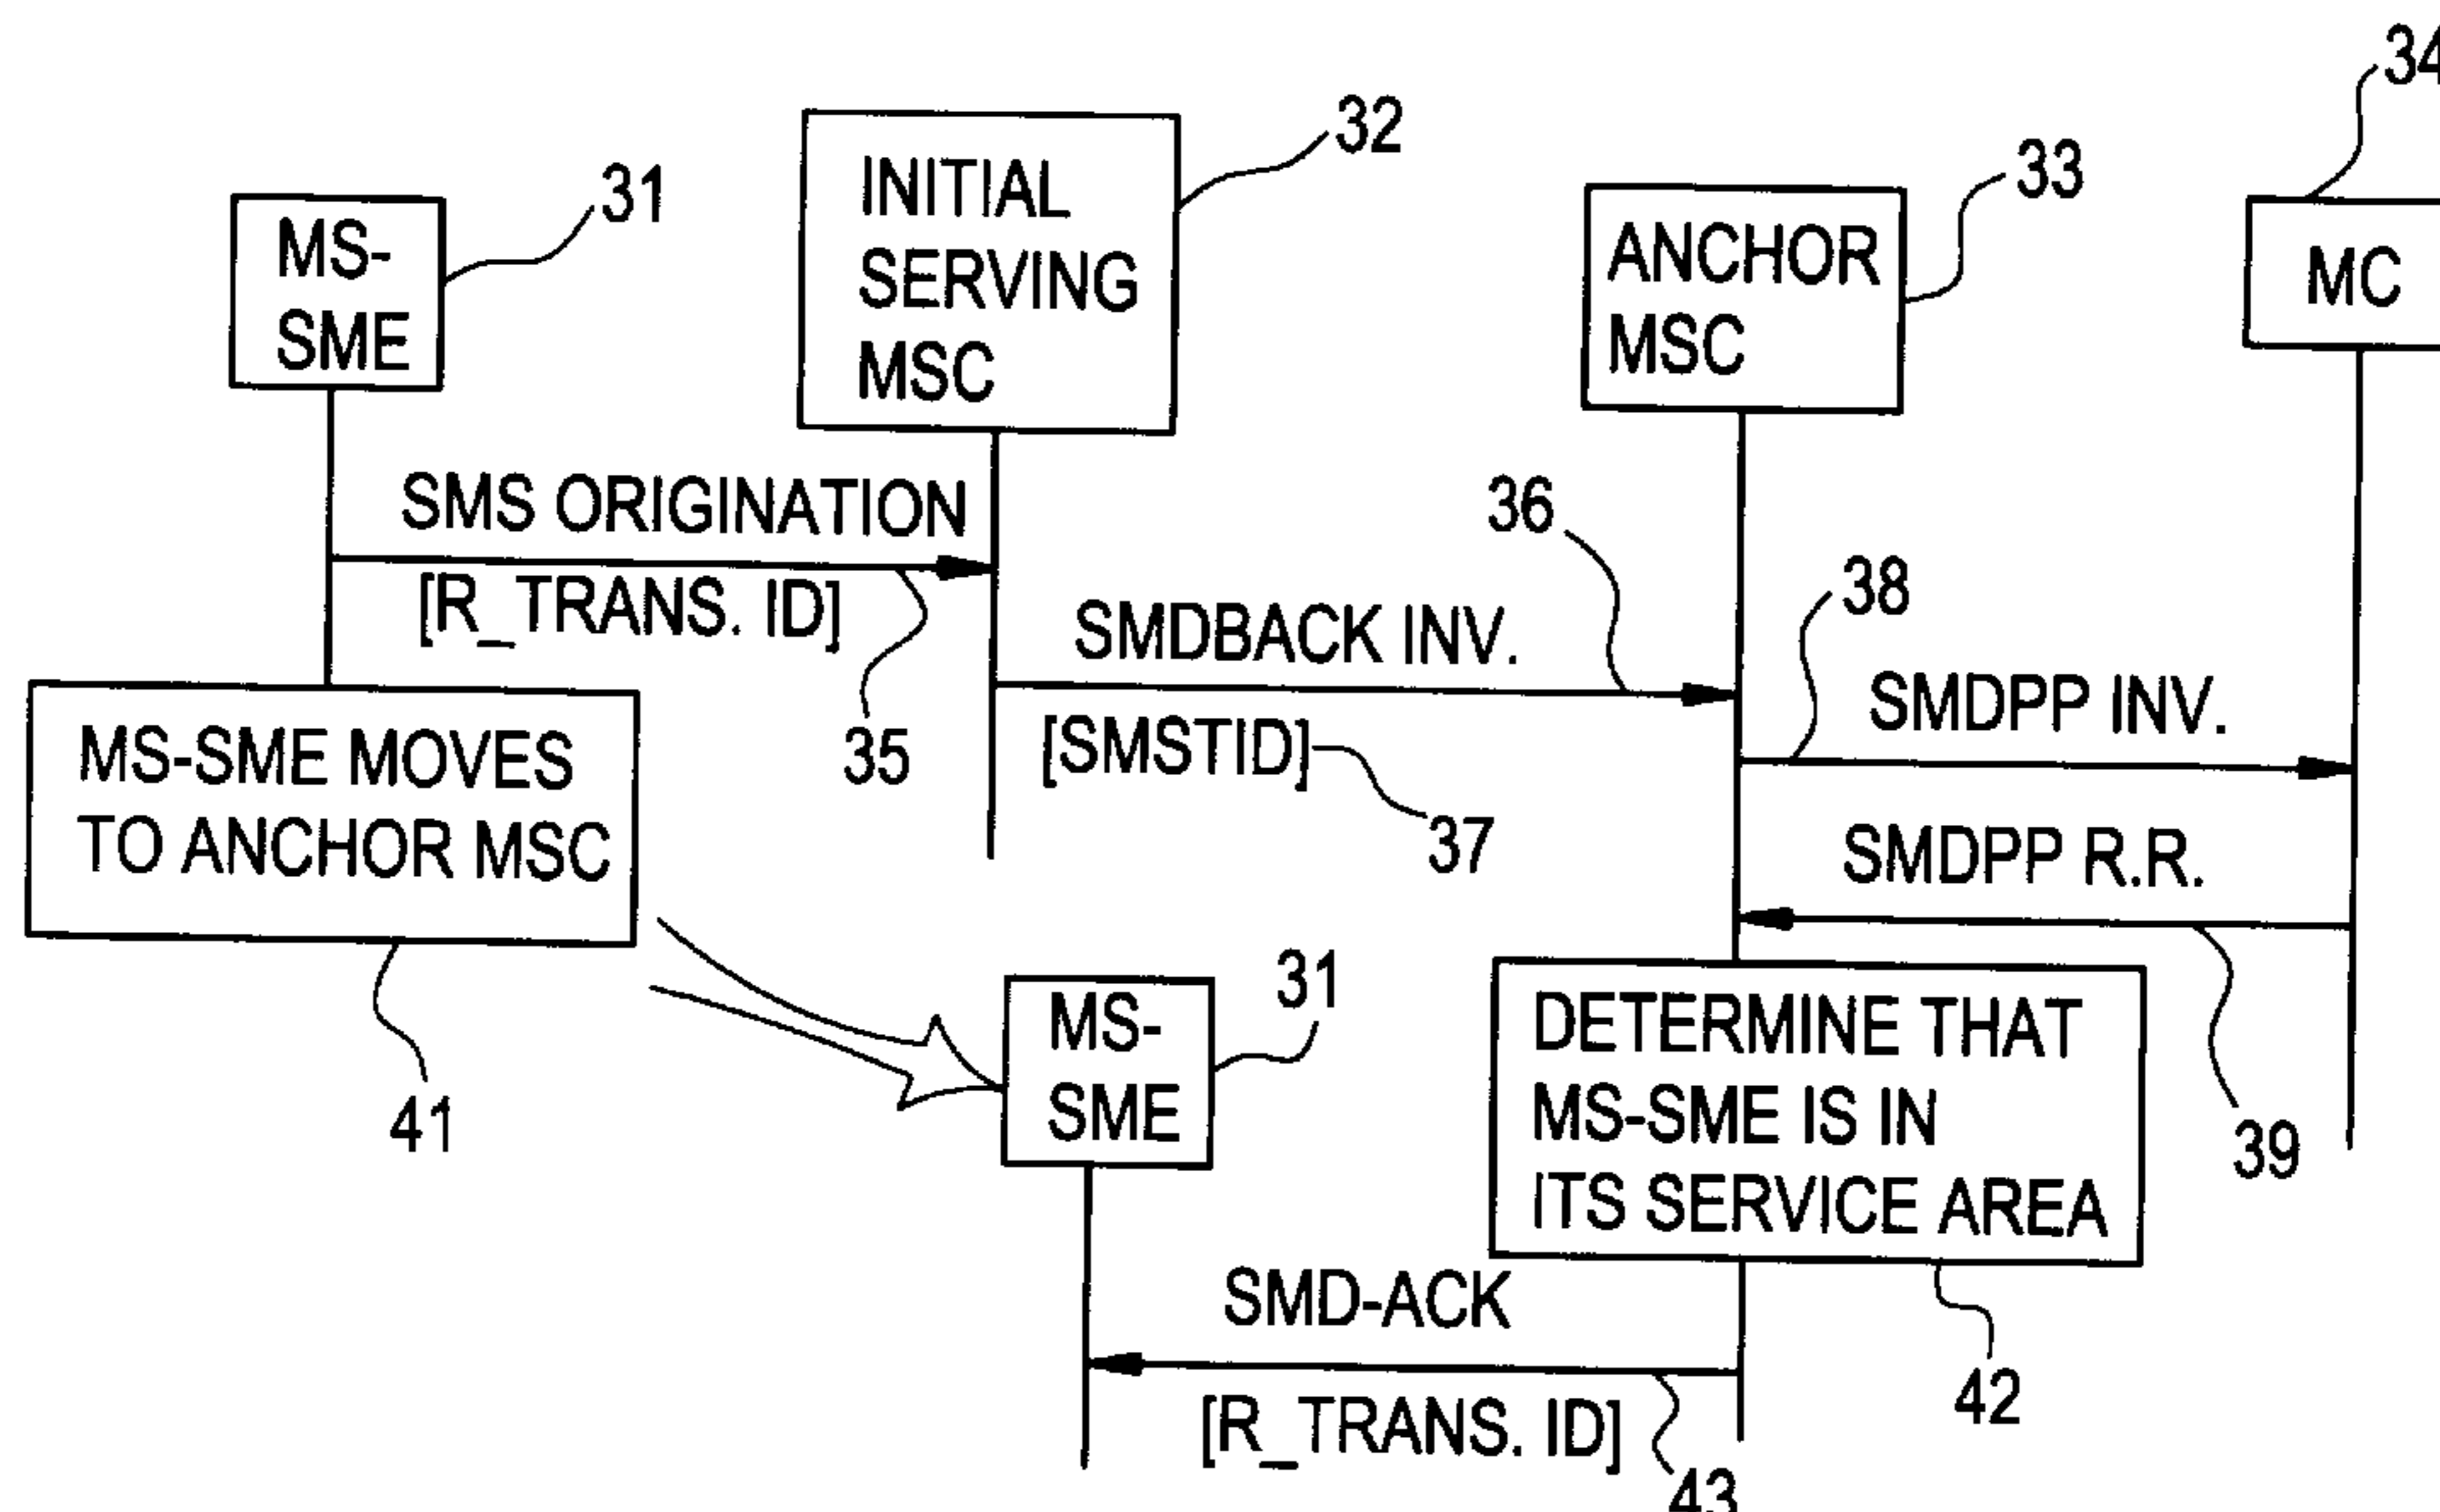 34
32
INITIAL
SERVING
MSC
33
ANCHOR
MSC
31
MS-
SME
MC
SMS ORIGINATION
[R_TRANS. ID]
35
36
SMDBACK INV.
[SMSTID]
37
38
SMDPP INV.
SMDPP R.R.
39
MS-SME MOVES
TO ANCHOR MSC
41
31
MS-
SME
DETERMINE THAT
MS-SME IS IN
ITS SERVICE AREA
42
SMD-ACK
[R_TRANS. ID]
43